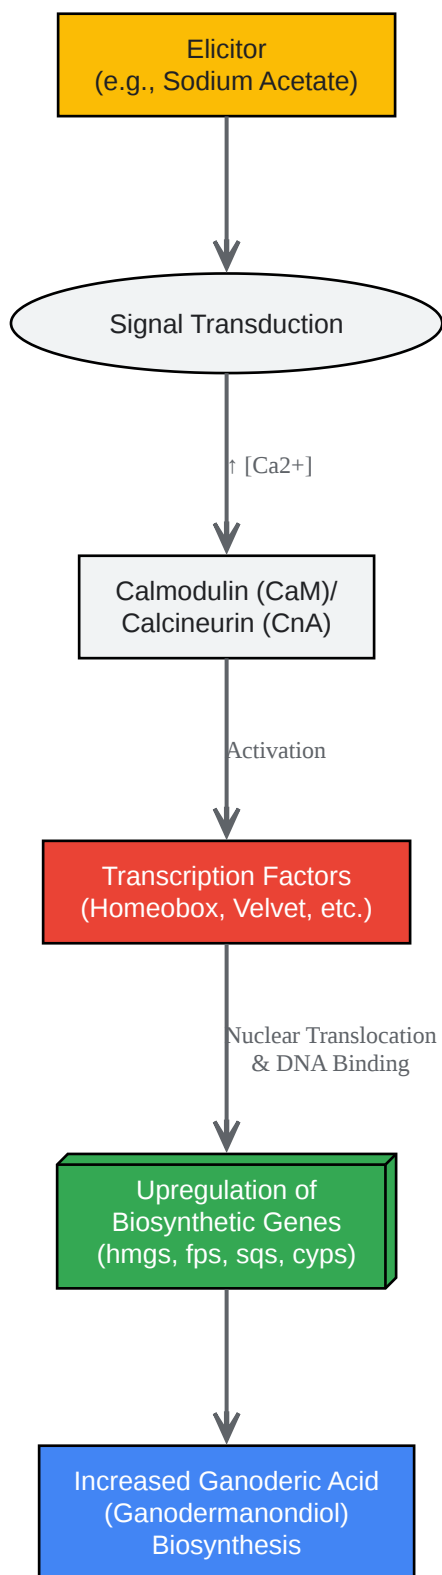 Elicitor
(e.g., Sodium Acetate)
Signal Transduction
↑ [Ca2+]
Calmodulin (CaM)/
Calcineurin (CnA)
Activation
Transcription Factors
(Homeobox, Velvet, etc.)
Nuclear Translocation
& DNA Binding
Upregulation of
Biosynthetic Genes
(hmgs, fps, sqs, cyps)
Increased Ganoderic Acid
(Ganodermanondiol)
Biosynthesis